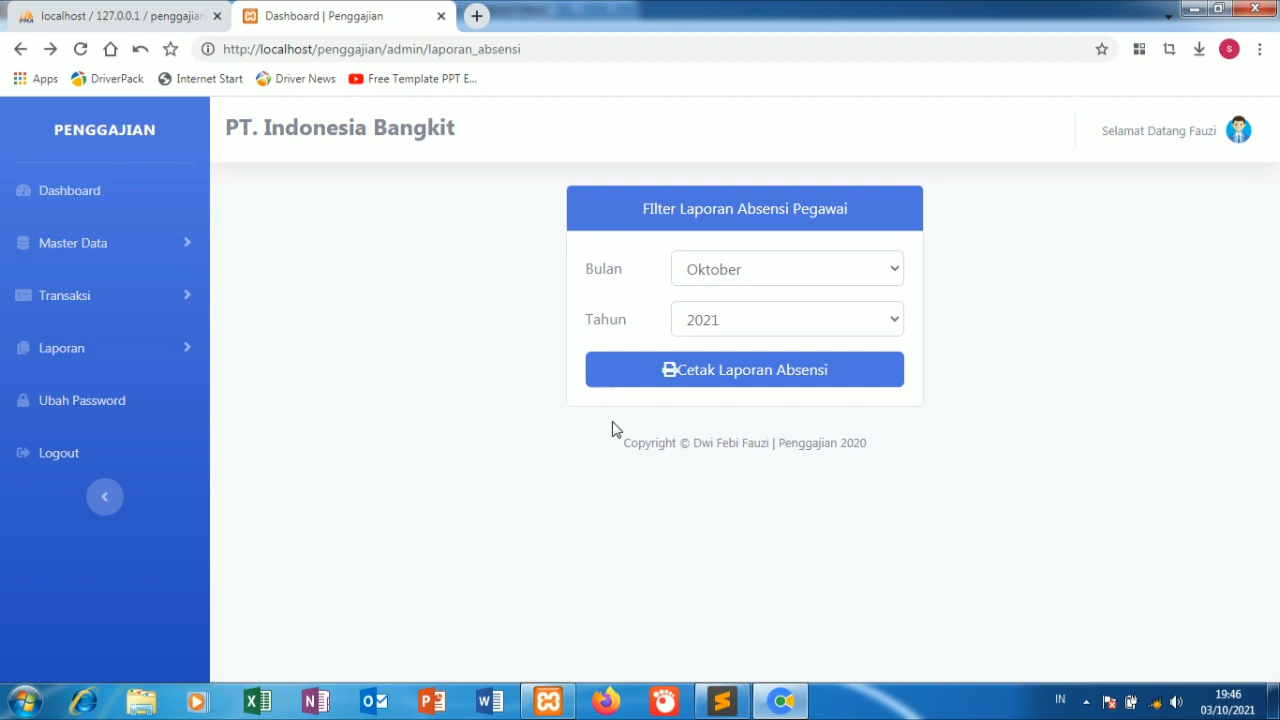 localhost / 127.0.0.1 / penggajian
Dashboard | Penggajian
http://localhost/penggajian/admin/laporan_absensi
S
Apps
DriverPack
Internet Start
Driver News
Free Template PPT E...
PENGGAJIAN
PT. Indonesia Bangkit
Selamat Datang Fauzi
Dashboard
Master Data
Transaksi
Laporan
Ubah Password
Logout
FIlter Laporan Absensi Pegawai
Bulan
Oktober
Tahun
2021
Cetak Laporan Absensi
Copyright © Dwi Febi Fauzi | Penggajian 2020
IN
19:46
03/10/2021